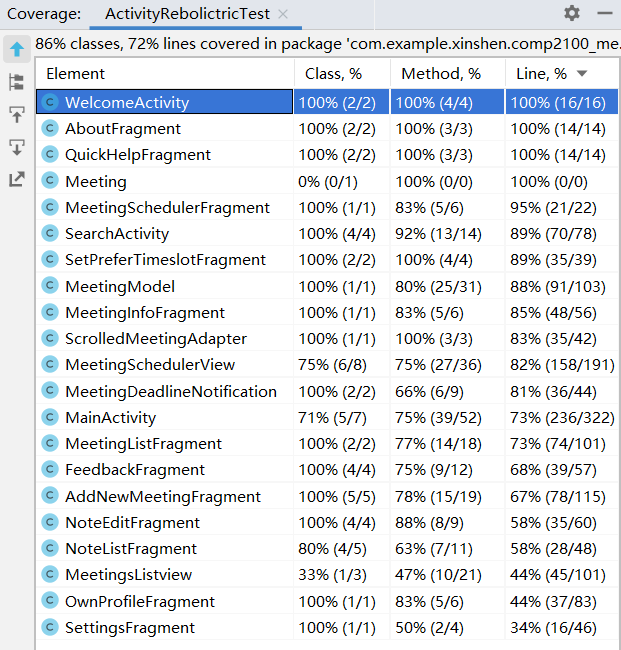 Coverage: ActivityRebolictricTest
86% classes, 72% lines covered in package 'com.example.xinshen.comp2100_me.
Element Class, % Method, % Line, %
C WelcomeActivity 100% (2/2) 100% (4/4) 100% (16/16)
C AboutFragment 100% (2/2) 100% (3/3) 100% (14/14)
C QuickHelpFragment 100% (2/2) 100% (3/3) 100% (14/14)
C Meeting 0% (0/1) 100% (0/0) 100% (0/0)
C MeetingSchedulerFragment 100% (1/1) 83% (5/6) 95% (21/22)
C SearchActivity 100% (4/4) 92% (13/14) 89% (70/78)
C SetPreferTimeslotFragment 100% (2/2) 100% (4/4) 89% (35/39)
C MeetingModel 100% (1/1) 80% (25/31) 88% (91/103)
C MeetingInfoFragment 100% (1/1) 83% (5/6) 85% (48/56)
C ScrolledMeetingAdapter 100% (1/1) 100% (3/3) 83% (35/42)
C MeetingSchedulerView 75% (6/8) 75% (27/36) 82% (158/191)
C MeetingDeadlineNotification 100% (2/2) 66% (6/9) 81% (36/44)
C MainActivity 71% (5/7) 75% (39/52) 73% (236/322)
C MeetingListFragment 100% (2/2) 77% (14/18) 73% (74/101)
C FeedbackFragment 100% (4/4) 75% (9/12) 68% (39/57)
C AddNewMeetingFragment 100% (5/5) 78% (15/19) 67% (78/115)
C NoteEditFragment 100% (4/4) 88% (8/9) 58% (35/60)
C NoteListFragment 80% (4/5) 63% (7/11) 58% (28/48)
C MeetingsListview 33% (1/3) 47% (10/21) 44% (45/101)
C OwnProfileFragment 100% (1/1) 83% (5/6) 44% (37/83)
C SettingsFragment 100% (1/1) 50% (2/4) 34% (16/46)